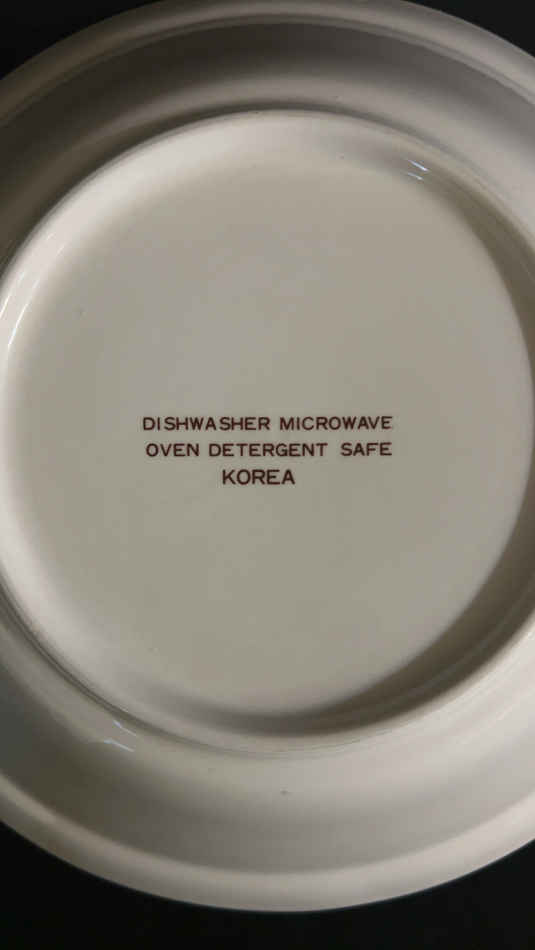 DISHWASHER MICROWAVE
OVEN DETERGENT SAFE
KOREA